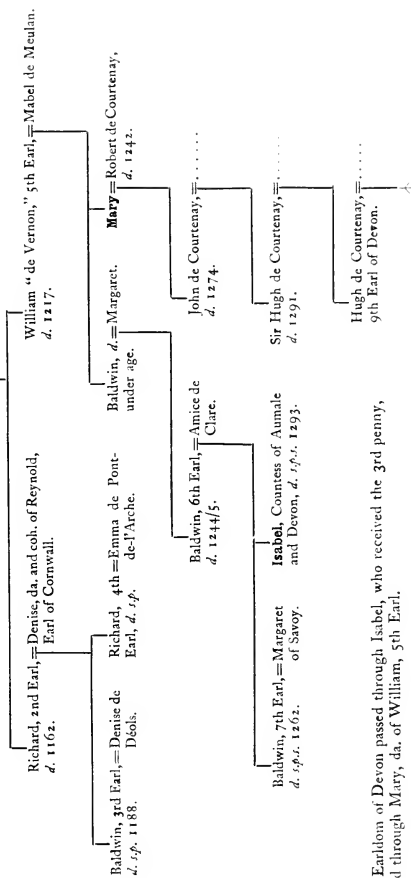 William “ de Vernon,” 5th Earl,＝Mabel de Meulan.
d. 1217.
Richard, 2nd Earl,＝Denise, da. and coh. of Reynold,
d. 1162. Earl of Cornwall.
Baldwin, d.＝Margaret.
under age.
Mary＝Robert de Courtenay,
d. 1242.
Baldwin, 3rd Earl,＝Denise de
d. s.p. 1188. Déols.
Richard, 4th＝Emma de Pont-
Earl, d. s.p. de-l'Arche.
Baldwin, 6th Earl,＝Amice de
d. 1244/5. Clare.
John de Courtenay,＝......
d. 1274.
Baldwin, 7th Earl,＝Margaret
d. s.p.s. 1262. of Savoy.
Isabel, Countess of Aumale
and Devon, d. s.p.s. 1293.
Sir Hugh de Courtenay,＝......
d. 1291.
Hugh de Courtenay,＝......
9th Earl of Devon.
Earldom of Devon passed through Isabel, who received the 3rd penny,
d through Mary, da. of William, 5th Earl.